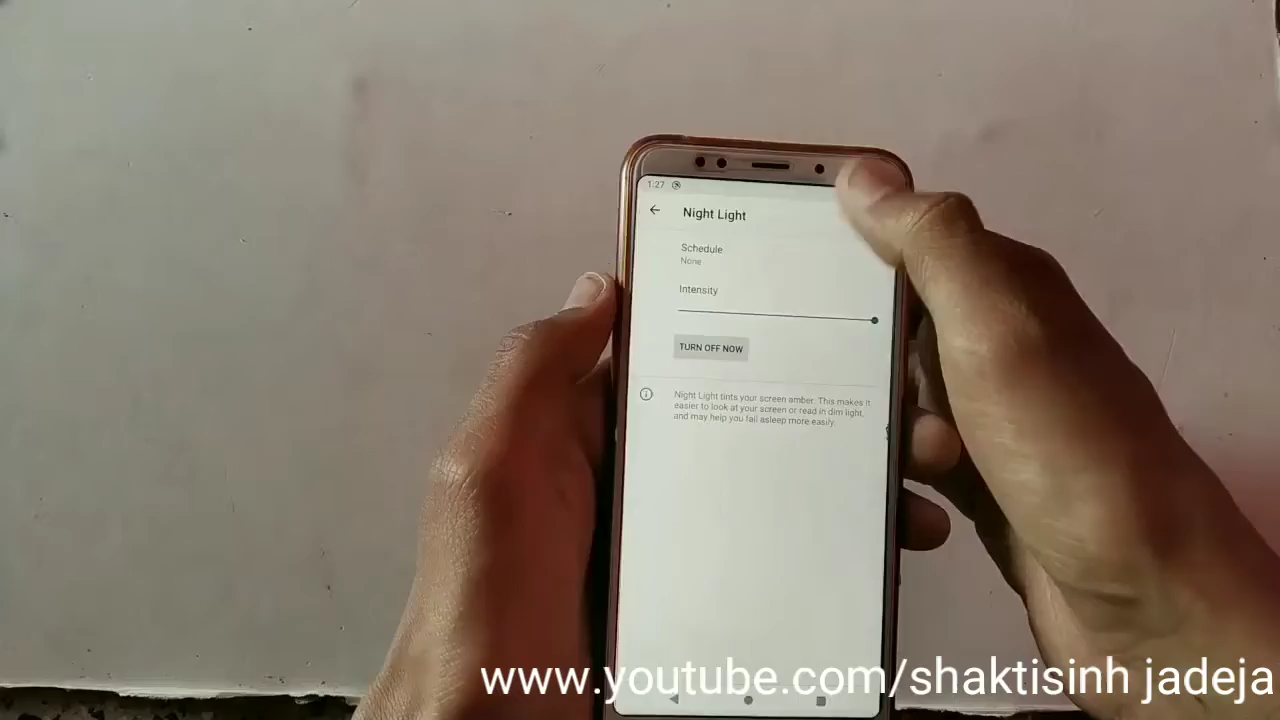 1:27
Night Light
Schedule
None
Intensity
TURN OFF NOW
Night Light tints your screen amber. This makes it
easier to look at your screen or read in dim light,
and may help you fall asleep more easily.
www.youtube.com/shaktisinh jadeja